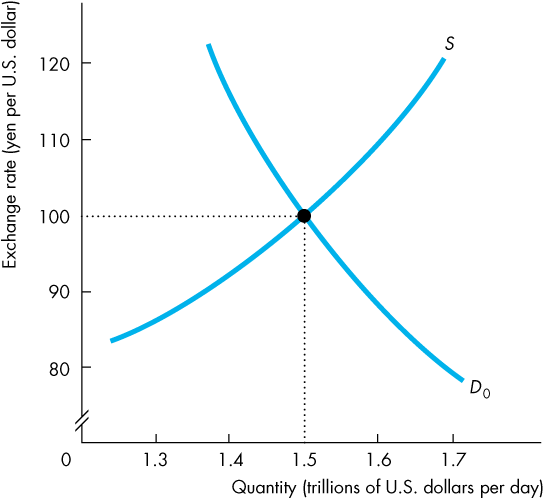 Exchange rate (yen per U.S. dollar)
120
110
100
90
80
0
1.3
1.4
1.5
1.6
1.7
S
D0
Quantity (trillions of U.S. dollars per day)